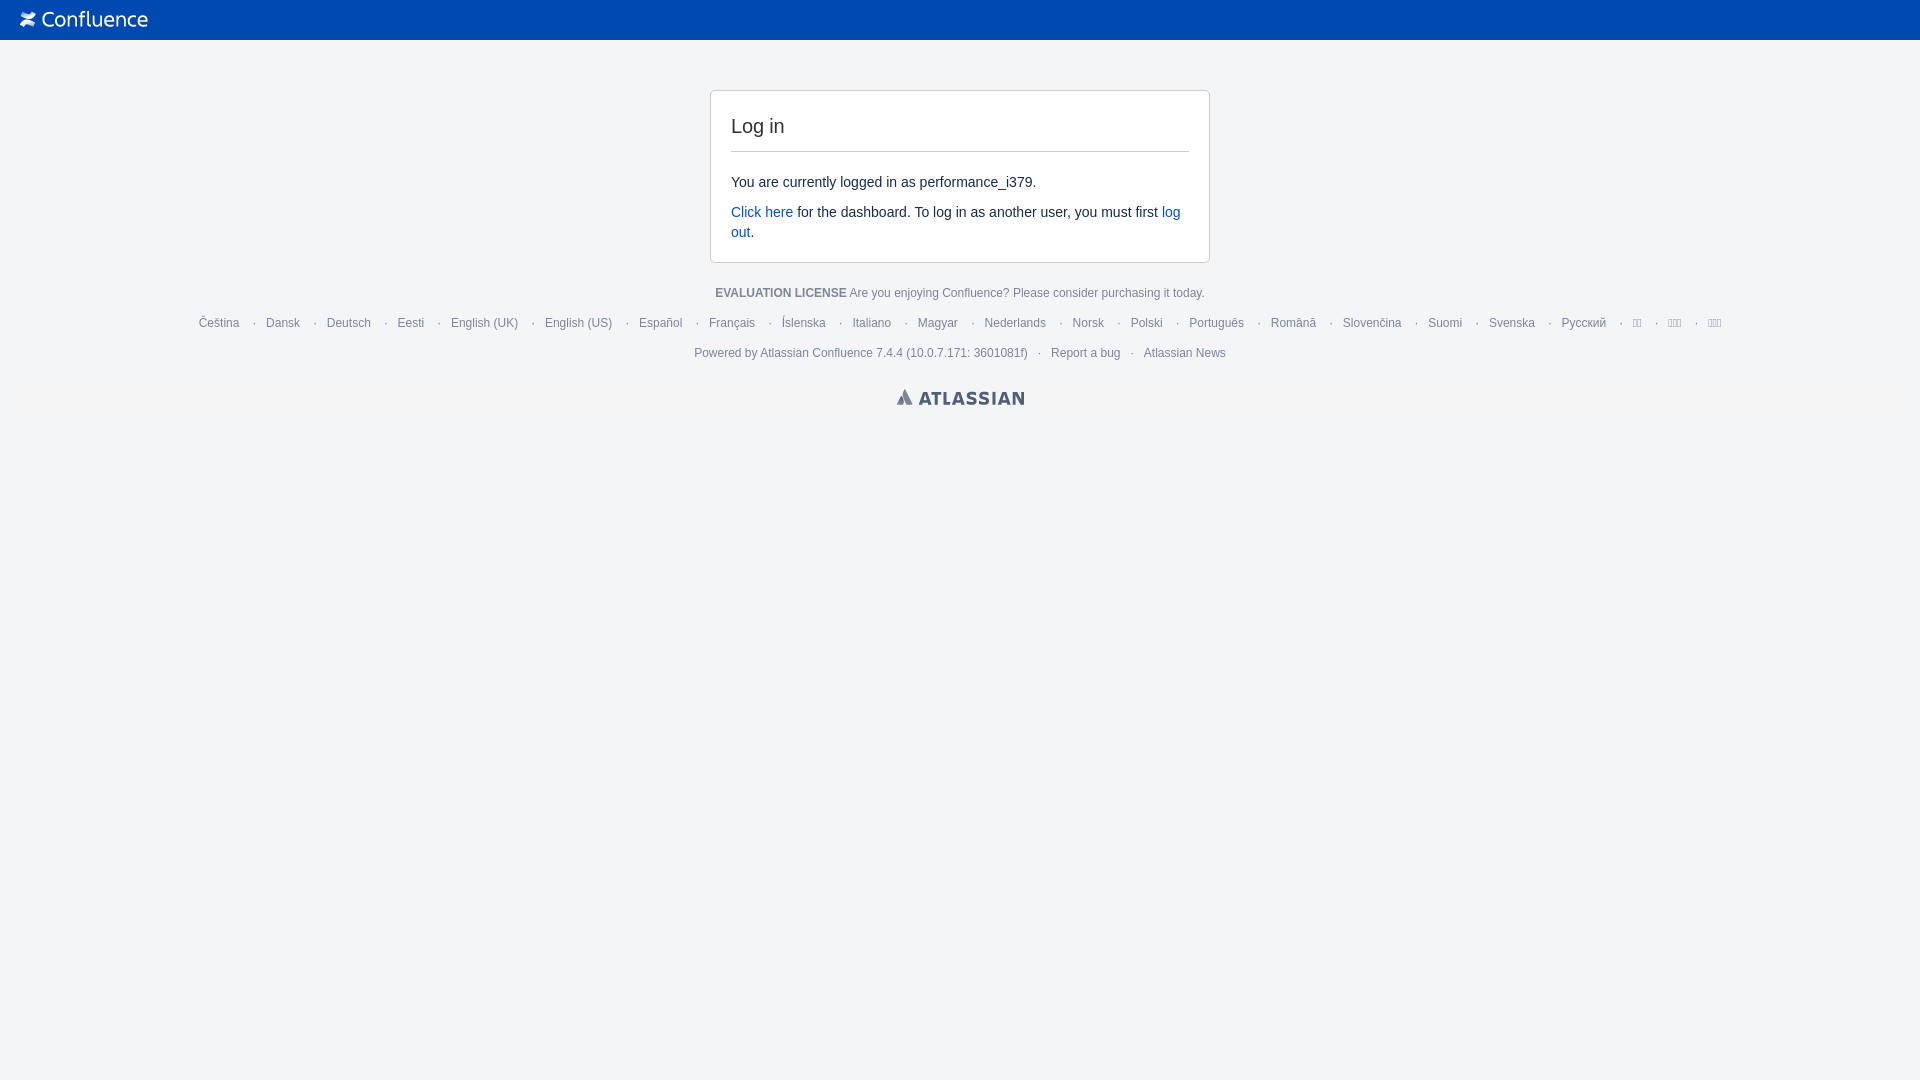 Confluence
Log in
You are currently logged in as performance_i379.
Click here for the dashboard. To log in as another user, you must first log
out.
EVALUATION LICENSE Are you enjoying Confluence? Please consider purchasing it today.
Čeština · Dansk · Deutsch · Eesti · English (UK) · English (US) · Español · Français · Íslenska · Italiano · Magyar · Nederlands · Norsk · Polski · Português · Română · Slovenčina · Suomi · Svenska · Русский
Powered by Atlassian Confluence 7.4.4 (10.0.7.171: 3601081f) · Report a bug · Atlassian News
ATLASSIAN